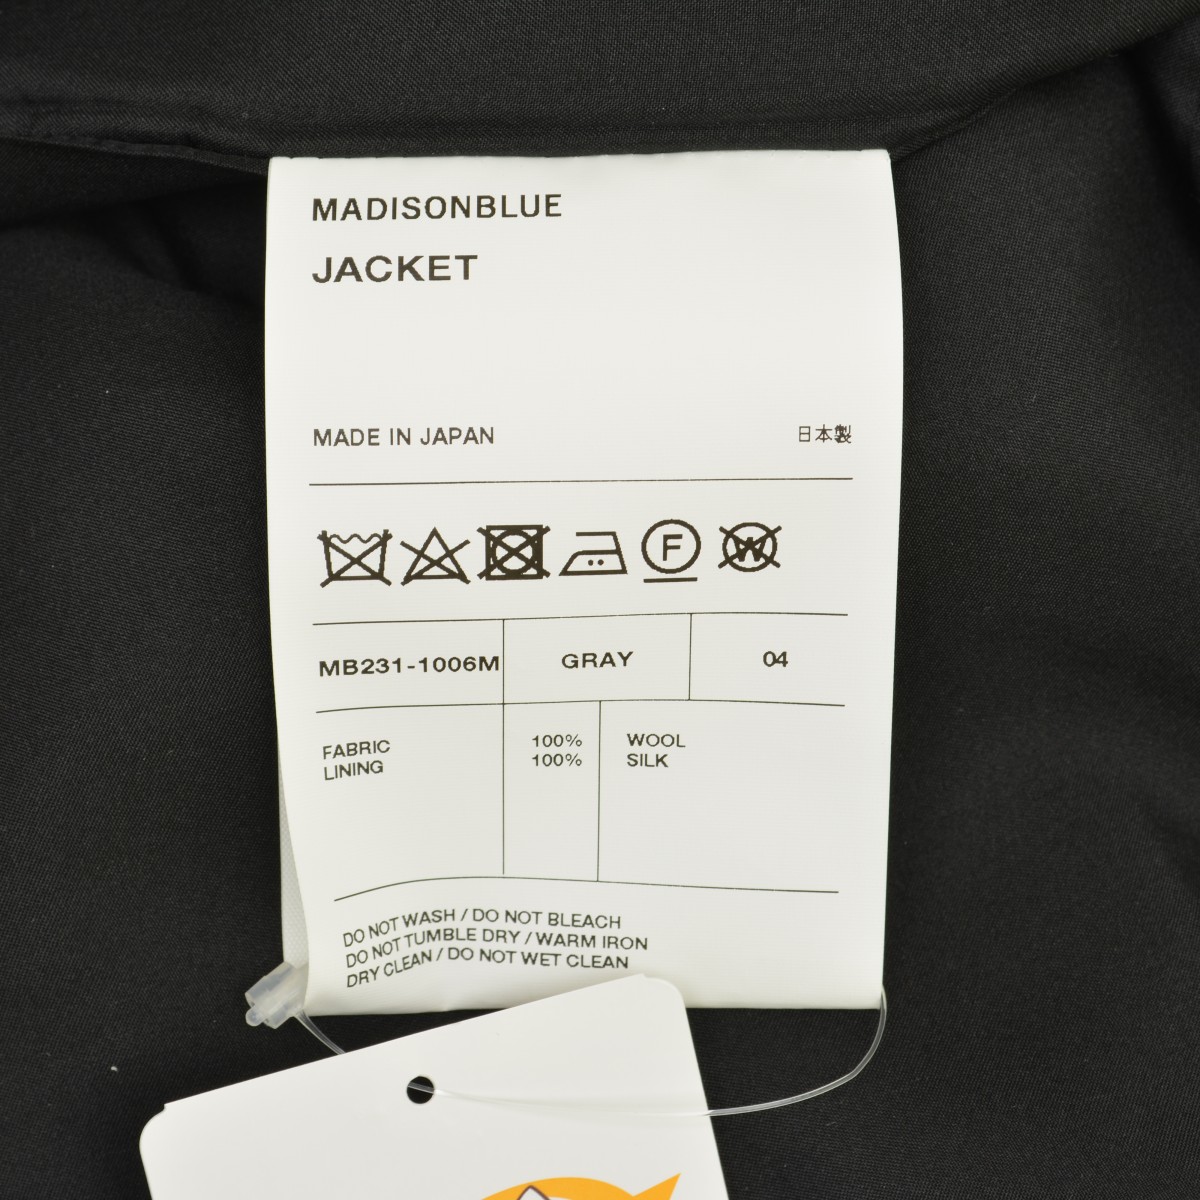 MADISONBLUE
JACKET
MADE IN JAPAN 日本製
F W
MB231-1006M GRAY 04
FABRIC 100% WOOL
LINING 100% SILK
DO NOT WASH / DO NOT BLEACH
DO NOT TUMBLE DRY / WARM IRON
DRY CLEAN / DO NOT WET CLEAN